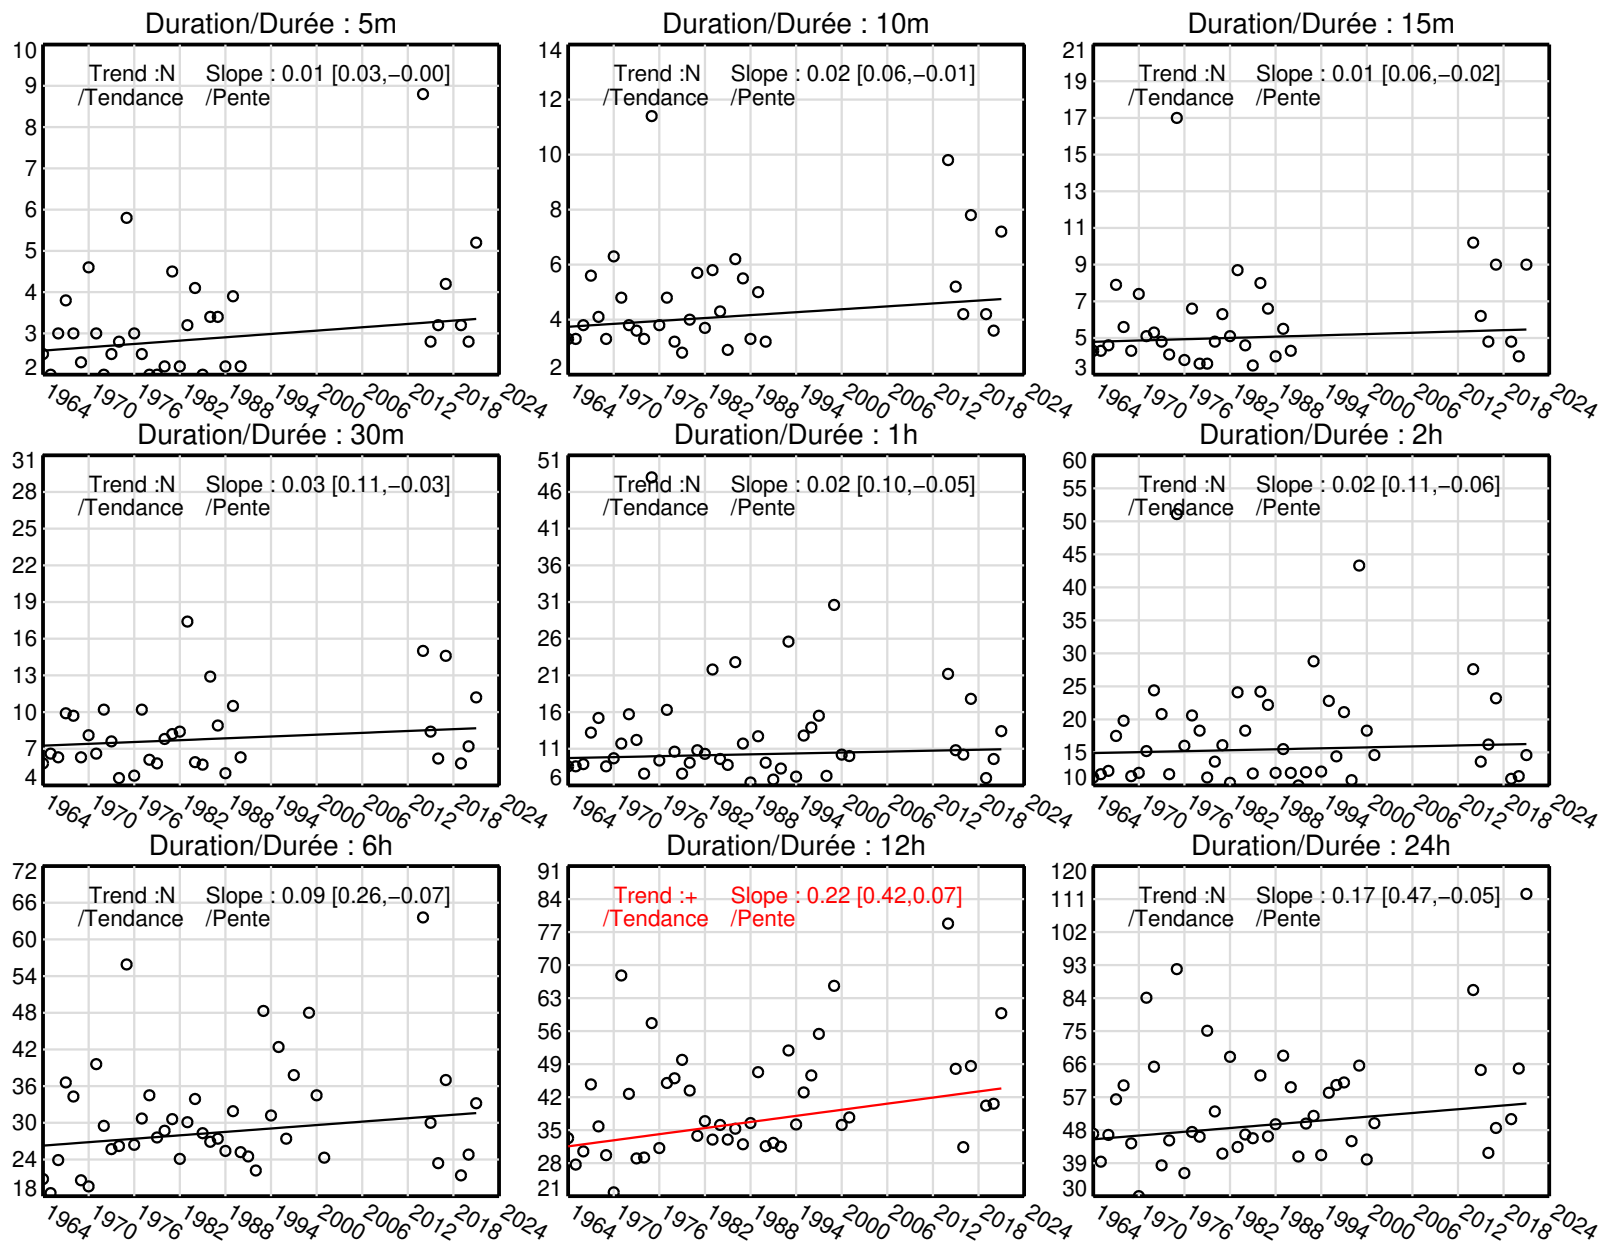 Duration/Durée : 5m
Trend :N Slope : 0.01 [0.03,−0.00]
/Tendance /Pente
10
9
8
7
6
5
4
3
2
1964 1970 1976 1982 1988 1994 2000 2006 2012 2018 2024
Duration/Durée : 10m
Trend :N Slope : 0.02 [0.06,−0.01]
/Tendance /Pente
14
12
10
8
6
4
2
1964 1970 1976 1982 1988 1994 2000 2006 2012 2018 2024
Duration/Durée : 15m
Trend :N Slope : 0.01 [0.06,−0.02]
/Tendance /Pente
21
19
17
15
13
11
9
7
5
3
1964 1970 1976 1982 1988 1994 2000 2006 2012 2018 2024
Duration/Durée : 30m
Trend :N Slope : 0.03 [0.11,−0.03]
/Tendance /Pente
31
28
25
22
19
16
13
10
7
4
1964 1970 1976 1982 1988 1994 2000 2006 2012 2018 2024
Duration/Durée : 1h
Trend :N Slope : 0.02 [0.10,−0.05]
/Tendance /Pente
51
46
41
36
31
26
21
16
11
6
1964 1970 1976 1982 1988 1994 2000 2006 2012 2018 2024
Duration/Durée : 2h
Trend :N Slope : 0.02 [0.11,−0.06]
/Tendance /Pente
60
55
50
45
40
35
30
25
20
15
10
1964 1970 1976 1982 1988 1994 2000 2006 2012 2018 2024
Duration/Durée : 6h
Trend :N Slope : 0.09 [0.26,−0.07]
/Tendance /Pente
72
66
60
54
48
42
36
30
24
18
1964 1970 1976 1982 1988 1994 2000 2006 2012 2018 2024
Duration/Durée : 12h
Trend :+ Slope : 0.22 [0.42,0.07]
/Tendance /Pente
91
84
77
70
63
56
49
42
35
28
21
1964 1970 1976 1982 1988 1994 2000 2006 2012 2018 2024
Duration/Durée : 24h
Trend :N Slope : 0.17 [0.47,−0.05]
/Tendance /Pente
120
111
102
93
84
75
66
57
48
39
30
1964 1970 1976 1982 1988 1994 2000 2006 2012 2018 2024